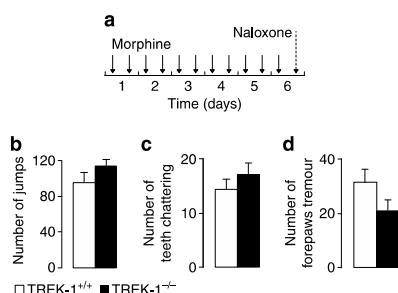 a
Morphine
Naloxone
1 2 3 4 5 6
Time (days)
b
Number of jumps
120
80
40
0
c
Number of
teeth chattering
20
10
0
d
Number of
forepaws tremour
40
20
0
TREK-1+/+ TREK-1−/−